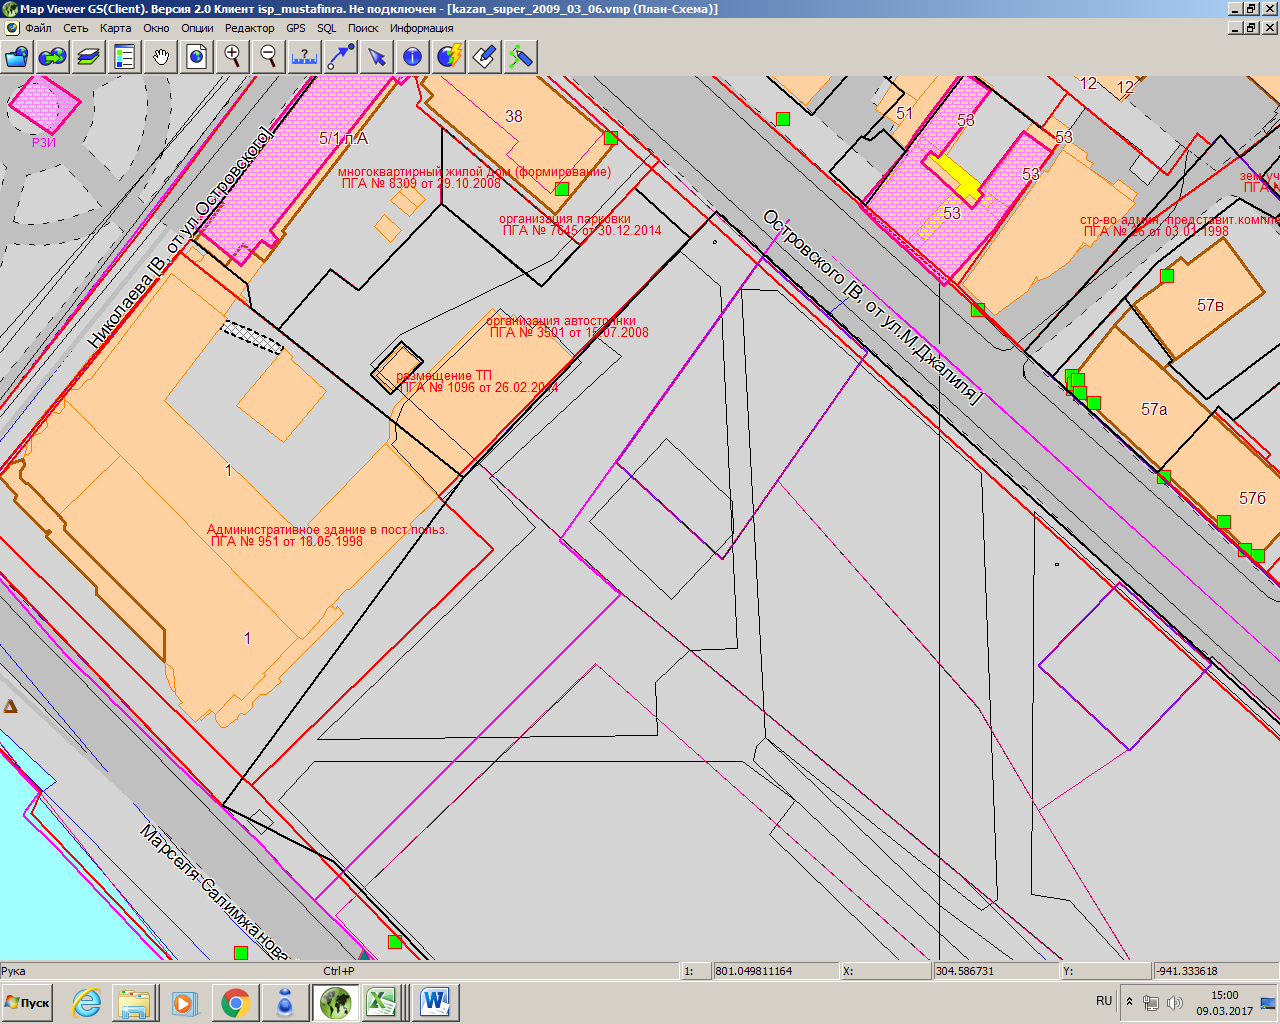 Map Viewer GS(Client). Версия 2.0 Клиент isp_mustafinra. Не подключен - [kazan_super_2009_03_06.vmp (План-Схема)]
Файл Сеть Карта Окно Опции Редактор GPS SQL Поиск Информация
12
12
38
51
53
53
53
53
5/1 п.А
РЗИ
многоквартирный жилой дом (формирование)
ПГА № 8309 от 29.10.2008
организация парковки
ПГА № 7645 от 30.12.2014
стр-во админ. представит.компле
ПГА № 26 от 03.01.1998
Николаева [В, от ул Островского]
Островского [В, от ул.М.Джалиля]
57в
организация автостоянки
ПГА № 3501 от 15.07.2008
размещение ТП
ПГА № 1096 от 26.02.2014
57а
1
57б
Административное здание в пост.польз.
ПГА № 951 от 18.05.1998
1
Марселя Салимжанова
Рука
Ctrl+P
1:
801.049811164
X:
304.586731
Y:
-941.333618
Пуск
RU
15:00
09.03.2017